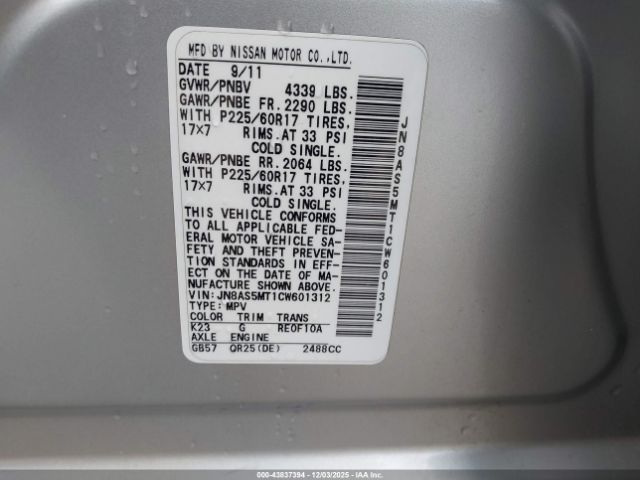 MFD BY NISSAN MOTOR CO.,LTD.
DATE 9/11
GVWR/PNBV 4339 LBS.
GAWR/PNBE FR. 2290 LBS.
WITH P225/60R17 TIRES,
17X7 RIMS.AT 33 PSI
COLD SINGLE.
GAWR/PNBE RR. 2064 LBS.
WITH P225/60R17 TIRES,
17X7 RIMS.AT 33 PSI
COLD SINGLE.
THIS VEHICLE CONFORMS
TO ALL APPLICABLE FED-
ERAL MOTOR VEHICLE SA-
FETY AND THEFT PREVEN-
TION STANDARDS IN EFF-
ECT ON THE DATE OF MA-
NUFACTURE SHOWN ABOVE.
VIN: JN8AS5MT1CW601312
TYPE: MPV
COLOR TRIM TRANS
K23 G RE0F10A
AXLE ENGINE
GB57 QR25(DE) 2488CC
JN8AS5MT1CW601312
00-43837394 - 12/03/2025 - IAA Inc.